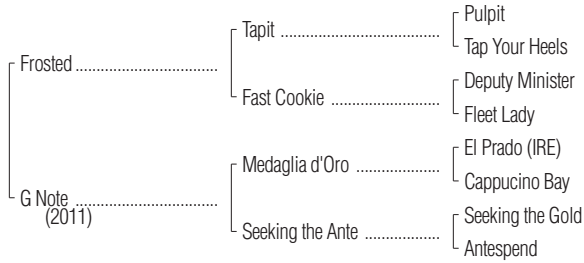 Pulpit
Tapit
Tap Your Heels
Frosted
Deputy Minister
Fast Cookie
Fleet Lady
El Prado (IRE)
Medaglia d'Oro
Cappucino Bay
G Note
(2011)
Seeking the Gold
Seeking the Ante
Antespend